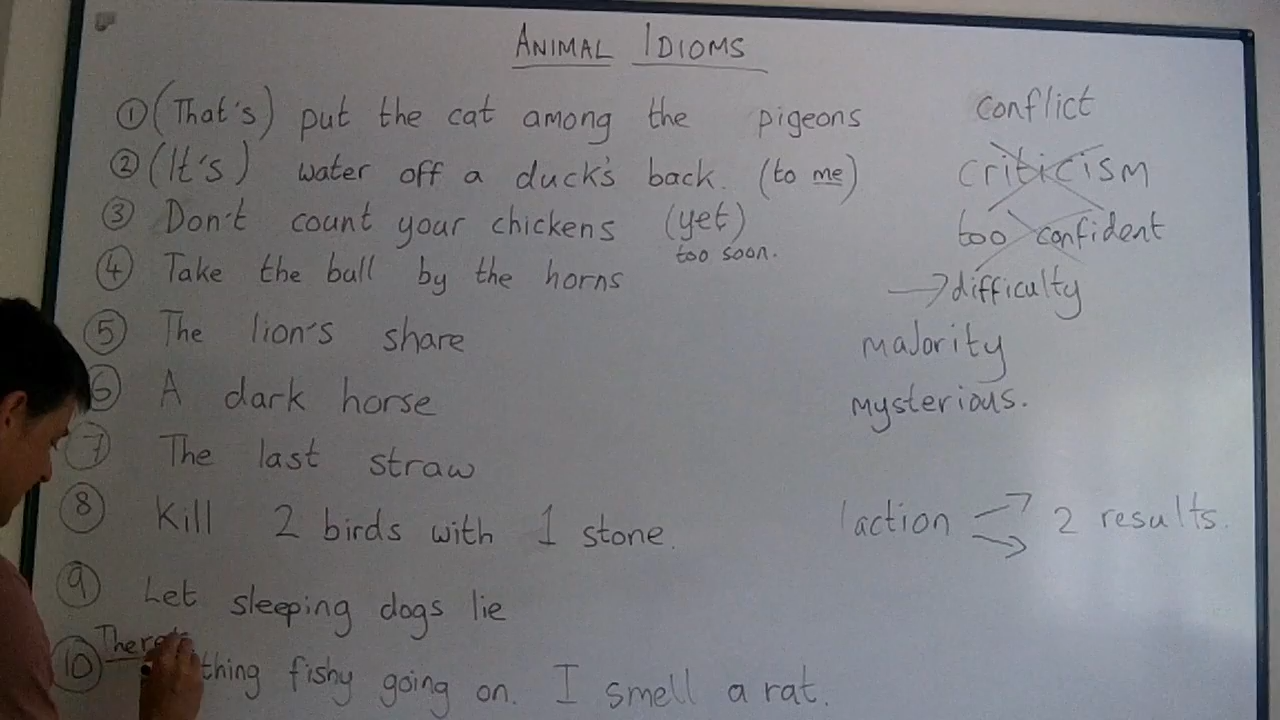 ANIMAL IDIOMS
① (That's) put the cat among the pigeons conflict
② (It's) water off a duck's back. (to me) criticism
③ Don't count your chickens (yet) too confident
too soon.
④ Take the bull by the horns → difficulty
⑤ The lion's share majority
⑥ A dark horse mysterious.
⑦ The last straw
⑧ Kill 2 birds with 1 stone. 1 action 2 results.
⑨ Let sleeping dogs lie
There's
⑩ thing fishy going on. I smell a rat.